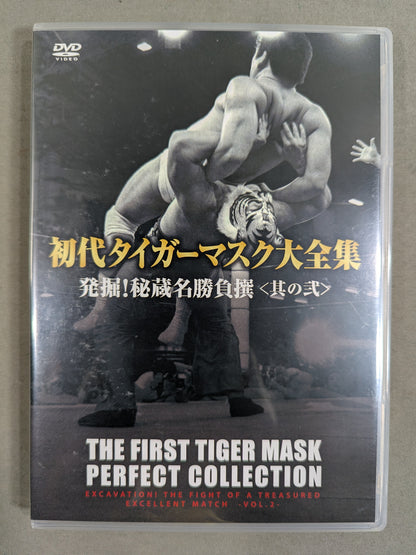 DVD
VIDEO
初代タイガーマスク大全集
発掘!秘蔵名勝負撰<其の弐>
THE FIRST TIGER MASK
PERFECT COLLECTION
EXCAVATION! THE FIGHT OF A TREASURED
EXCELLENT MATCH -VOL.2-